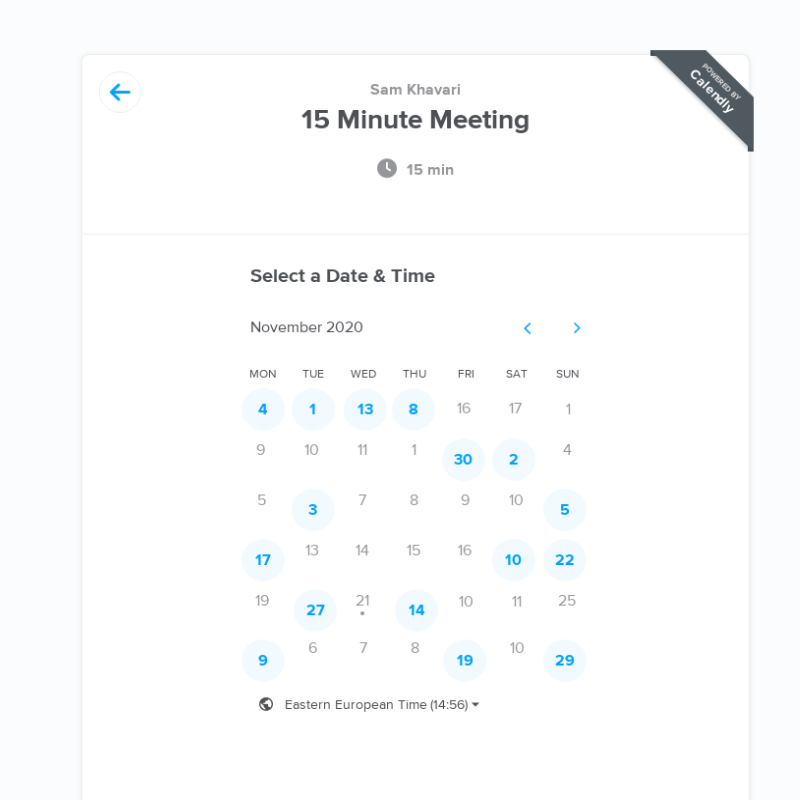 POWERED BY
Calendly
Sam Khavari
15 Minute Meeting
15 min
Select a Date & Time
November 2020
MON TUE WED THU FRI SAT SUN
4 1 13 8 16 17 1
9 10 11 1 30 2 4
5 3 7 8 9 10 5
17 13 14 15 16 10 22
19 27 21 14 10 11 25
9 6 7 8 19 10 29
Eastern European Time (14:56)